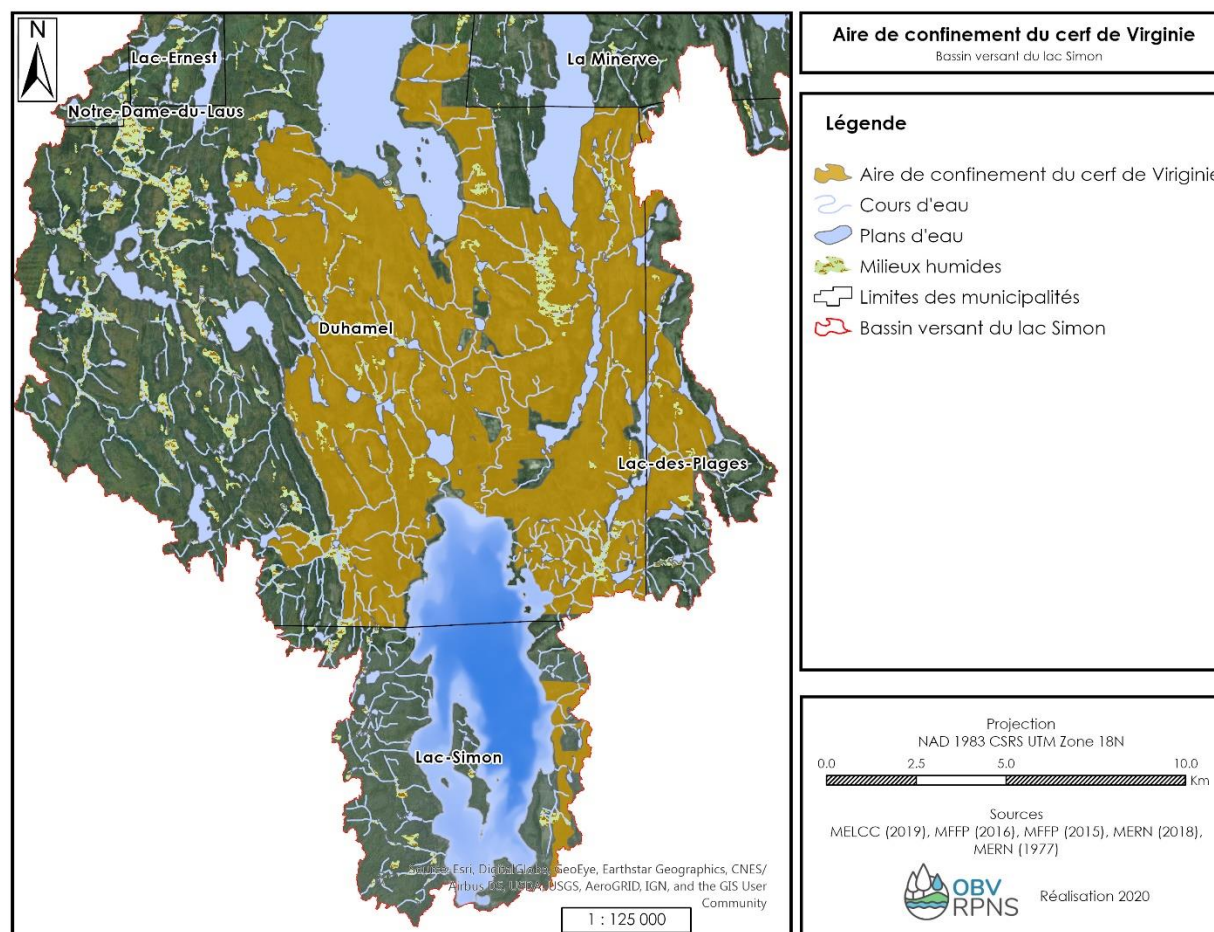 N
Lac-Ernest
Notre-Dame-du-Laus
La Minerve
Duhamel
Lac-des-Plages
Lac-Simon
Source: Esri, DigitalGlobe, GeoEye, Earthstar Geographics, CNES/
Airbus DS, USDA, USGS, AeroGRID, IGN, and the GIS User
Community
1 : 125 000
Aire de confinement du cerf de Virginie
Bassin versant du lac Simon
Légende
Aire de confinement du cerf de Viriginie
Cours d'eau
Plans d'eau
Milieux humides
Limites des municipalités
Bassin versant du lac Simon
Projection
NAD 1983 CSRS UTM Zone 18N
0.0 2.5 5.0 10.0
Km
Sources
MELCC (2019), MFFP (2016), MFFP (2015), MERN (2018),
MERN (1977)
OBV
RPNS
Réalisation 2020